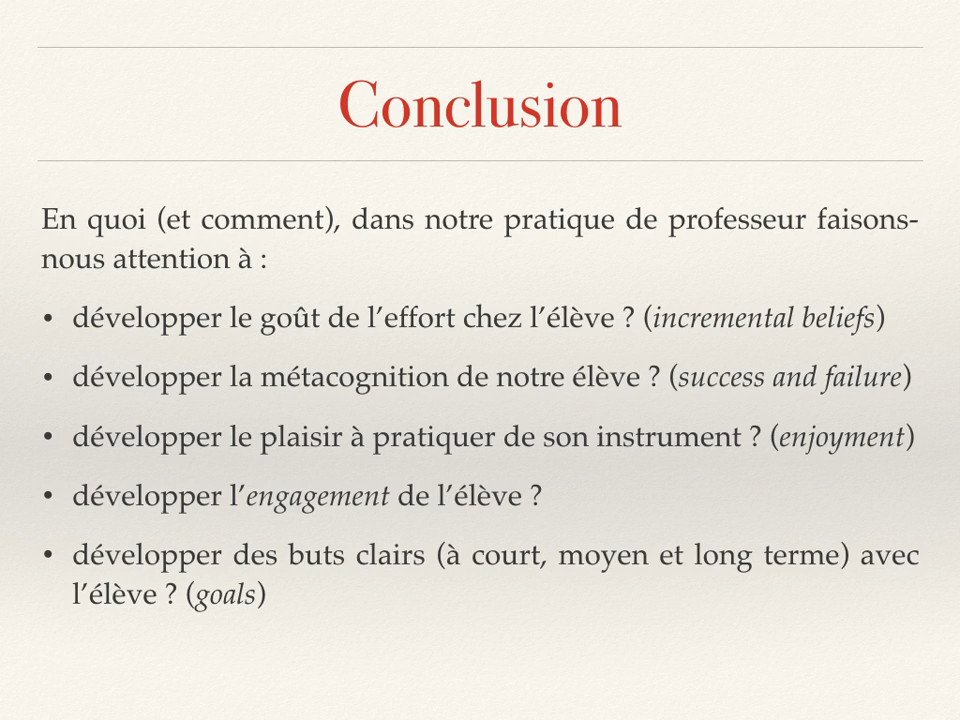 Conclusion
En quoi (et comment), dans notre pratique de professeur faisons-
nous attention à :
• développer le goût de l’effort chez l’élève ? (incremental beliefs)
• développer la métacognition de notre élève ? (success and failure)
• développer le plaisir à pratiquer de son instrument ? (enjoyment)
• développer l’engagement de l’élève ?
• développer des buts clairs (à court, moyen et long terme) avec
l’élève ? (goals)